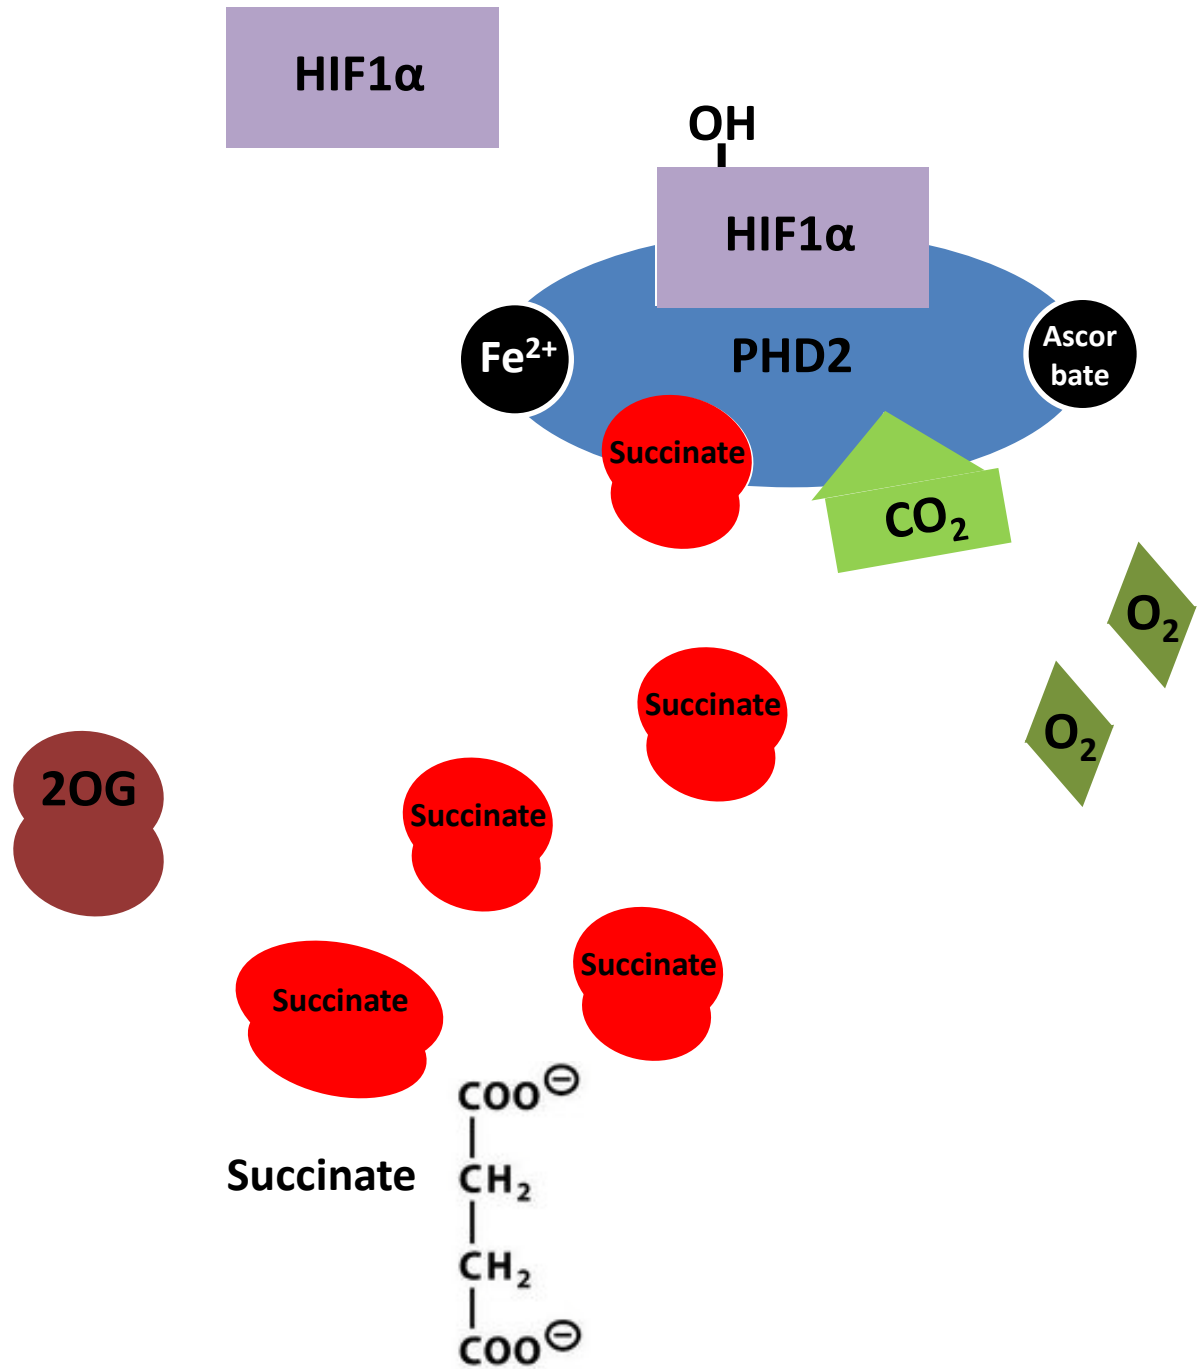 HIF1α
OH
HIF1α
Fe²⁺
PHD2
Ascor
bate
Succinate
CO₂
O₂
Succinate
O₂
2OG
Succinate
Succinate
Succinate
COO⊖
Succinate
CH₂
CH₂
COO⊖